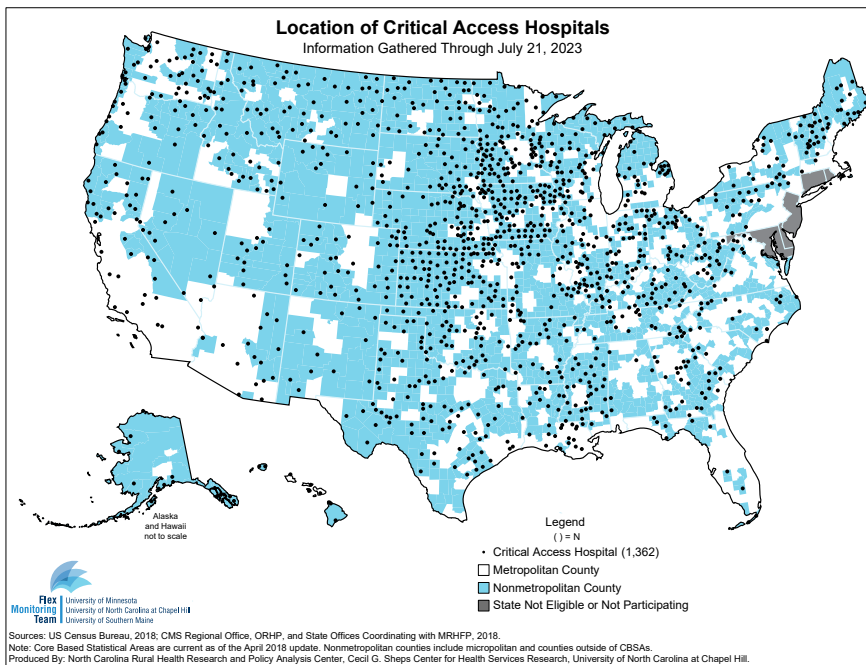 Location of Critical Access Hospitals
Information Gathered Through July 21, 2023
Alaska
and Hawaii
not to scale
Legend
( ) = N
Critical Access Hospital (1,362)
Metropolitan County
Nonmetropolitan County
State Not Eligible or Not Participating
Flex
Monitoring
Team
University of Minnesota
University of North Carolina at Chapel Hill
University of Southern Maine
Sources: US Census Bureau, 2018; CMS Regional Office, ORHP, and State Offices Coordinating with MRHFP, 2018.
Note: Core Based Statistical Areas are current as of the April 2018 update. Nonmetropolitan counties include micropolitan and counties outside of CBSAs.
Produced By: North Carolina Rural Health Research and Policy Analysis Center, Cecil G. Sheps Center for Health Services Research, University of North Carolina at Chapel Hill.